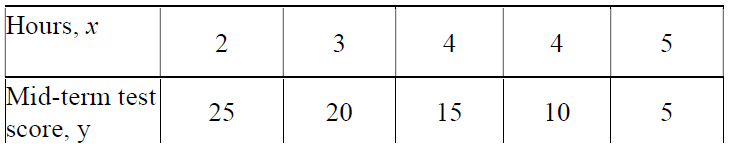 Hours, x 2 3 4 4 5
Mid-term test
score, y 25 20 15 10 5